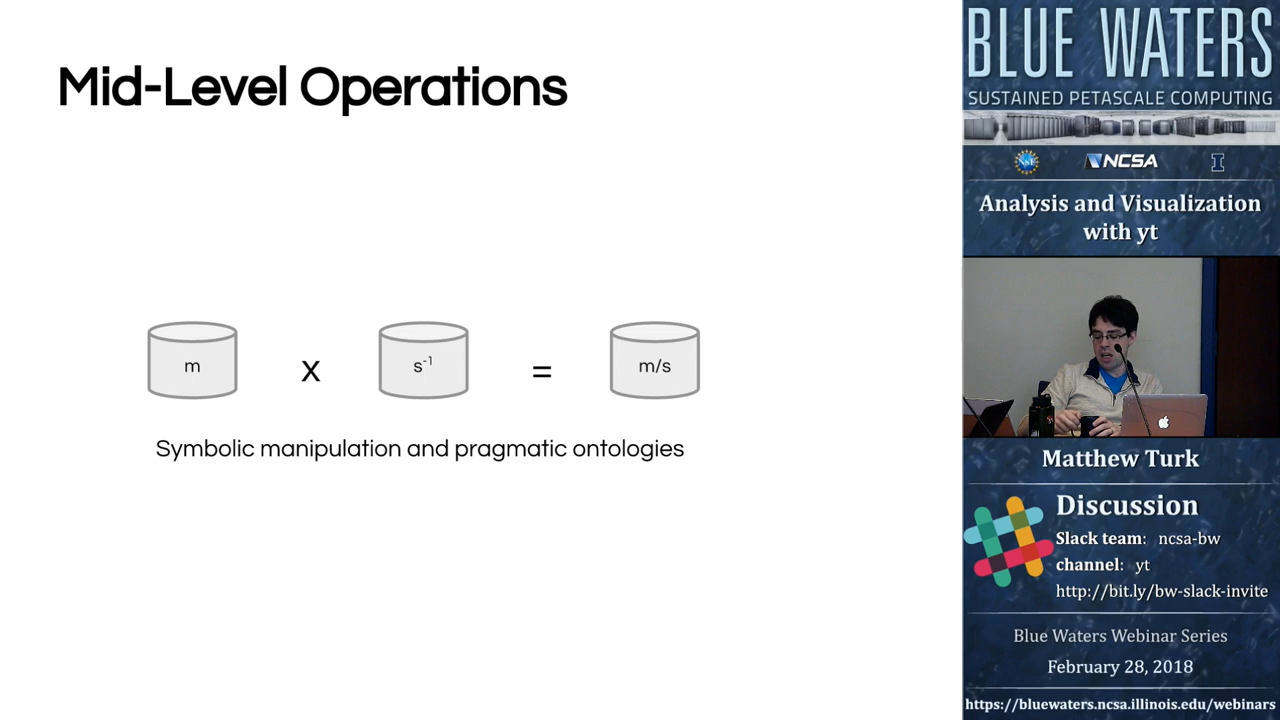 Mid-Level Operations
m x s⁻¹ = m/s
Symbolic manipulation and pragmatic ontologies
BLUE WATERS
SUSTAINED PETASCALE COMPUTING
NSF NCSA I
Analysis and Visualization
with yt
Matthew Turk
Discussion
Slack team: ncsa-bw
channel: yt
http://bit.ly/bw-slack-invite
Blue Waters Webinar Series
February 28, 2018
https://bluewaters.ncsa.illinois.edu/webinars